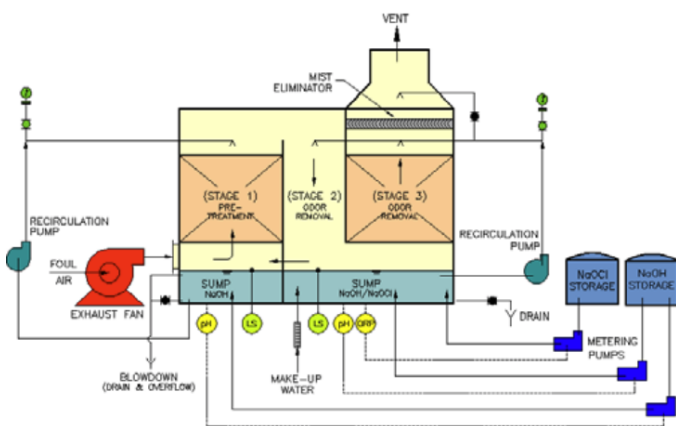 VENT
MIST
ELIMINATOR
(STAGE 1)
PRE-
TREATMENT
(STAGE 2)
ODOR
REMOVAL
(STAGE 3)
ODOR
REMOVAL
RECIRCULATION
PUMP
RECIRCULATION
PUMP
FOUL
AIR
EXHAUST FAN
SUMP
NaOH
SUMP
NaOH/NaOCl
NaOCl
STORAGE
NaOH
STORAGE
pH
LS
LS
pH
ORP
DRAIN
METERING
PUMPS
BLOWDOWN
(DRAIN & OVERFLOW)
MAKE-UP
WATER